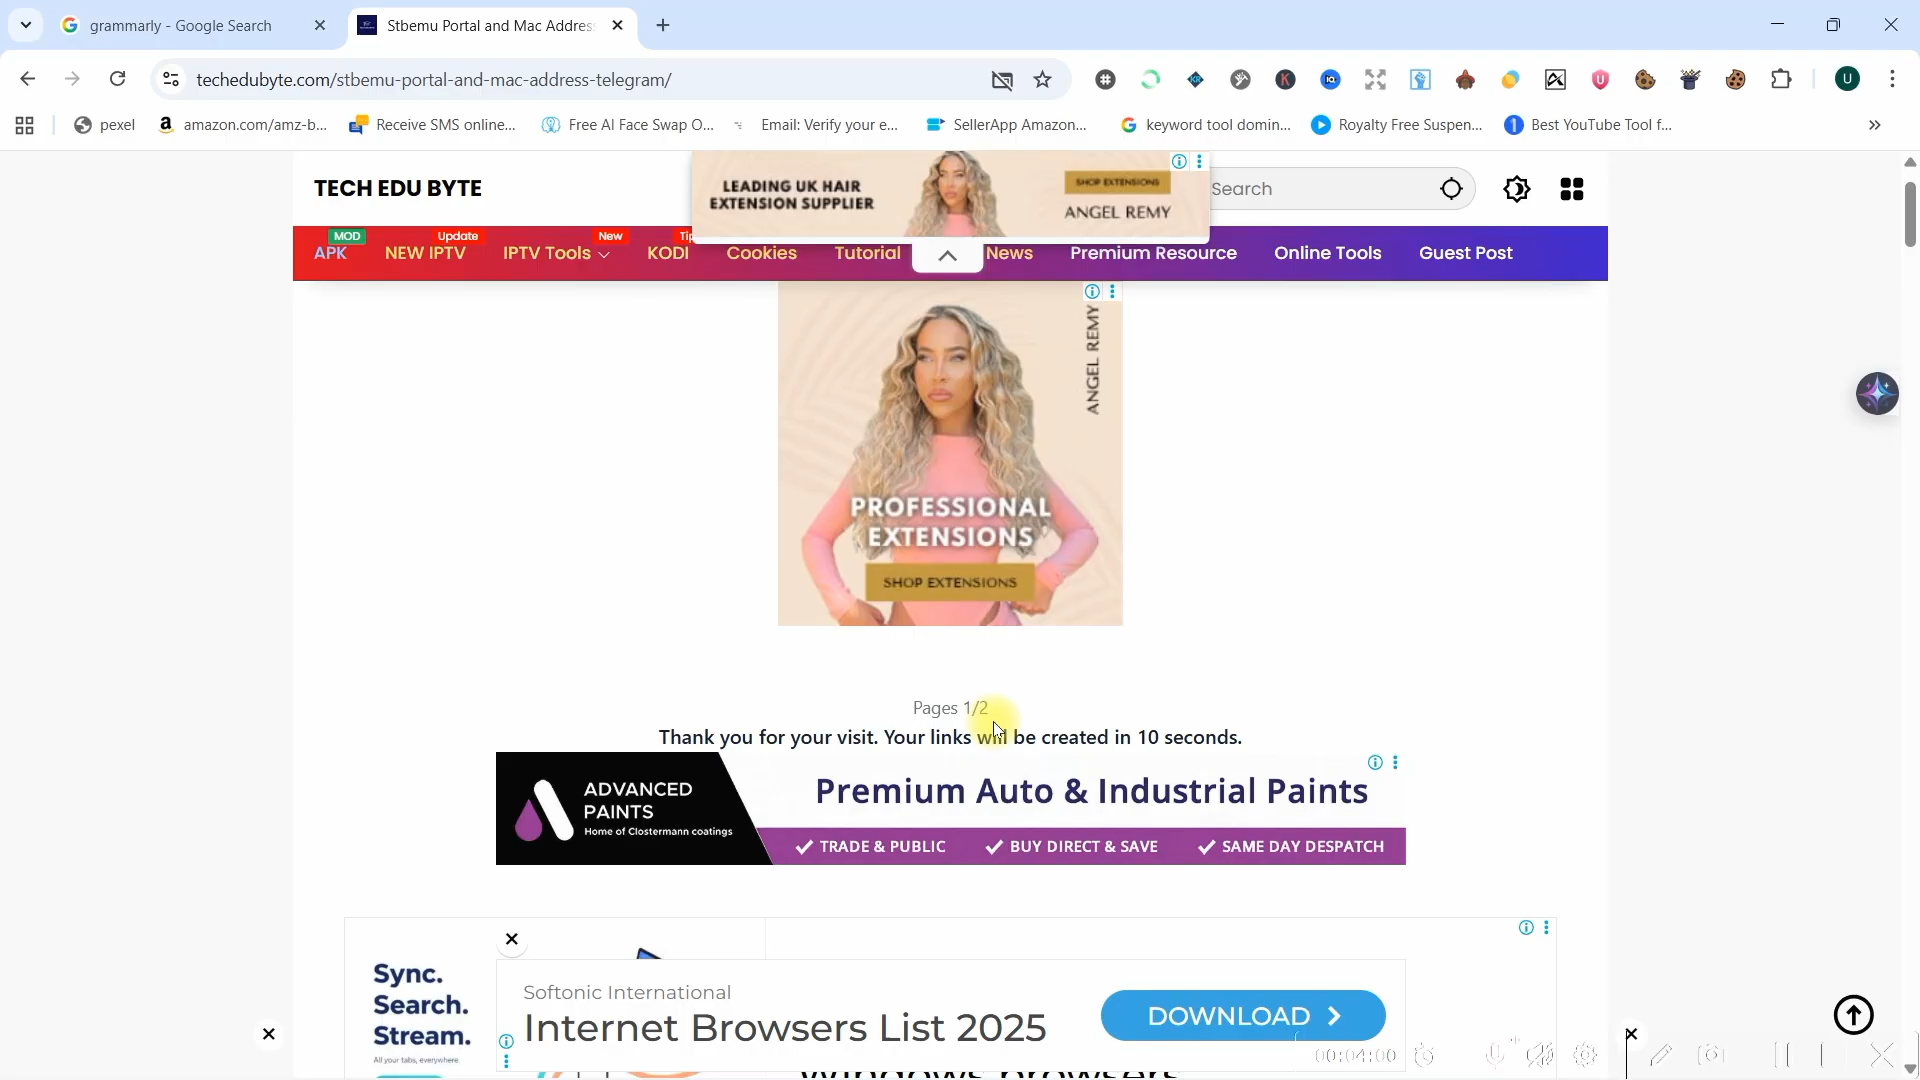 grammarly - Google Search
Stbemu Portal and Mac Addres
techedubyte.com/stbemu-portal-and-mac-address-telegram/
U
pexel
amazon.com/amz-b...
Receive SMS online...
Free AI Face Swap O...
Email: Verify your e...
SellerApp Amazon...
keyword tool domin...
Royalty Free Suspen...
Best YouTube Tool f...
TECH EDU BYTE
LEADING UK HAIR
EXTENSION SUPPLIER
SHOP EXTENSIONS
ANGEL REMY
Search
MOD
Update
New
Tip
APK
NEW IPTV
IPTV Tools
KODI
Cookies
Tutorial
News
Premium Resource
Online Tools
Guest Post
ANGEL REMY
PROFESSIONAL
EXTENSIONS
SHOP EXTENSIONS
Pages 1/2
Thank you for your visit. Your links will be created in 10 seconds.
ADVANCED
PAINTS
Home of Clostermann coatings
Premium Auto & Industrial Paints
TRADE & PUBLIC
BUY DIRECT & SAVE
SAME DAY DESPATCH
Sync.
Search.
Stream.
All your tabs, everywhere.
Softonic International
Internet Browsers List 2025
DOWNLOAD
00:04:00